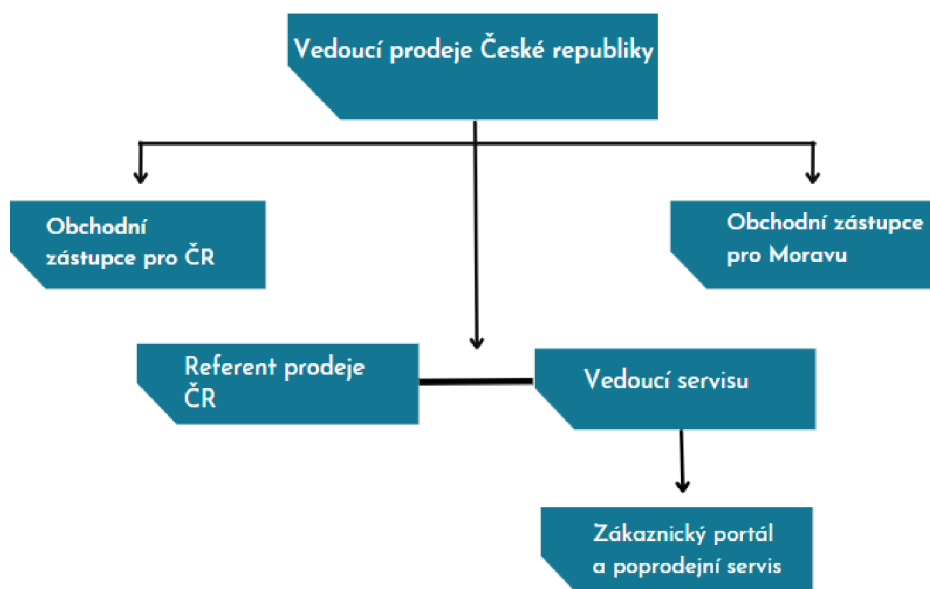 Vedoucí prodeje České republiky
Obchodní
zástupce pro ČR
Obchodní zástupce
pro Moravu
Referent prodeje
ČR
Vedoucí servisu
Zákaznický portál
a poprodejní servis